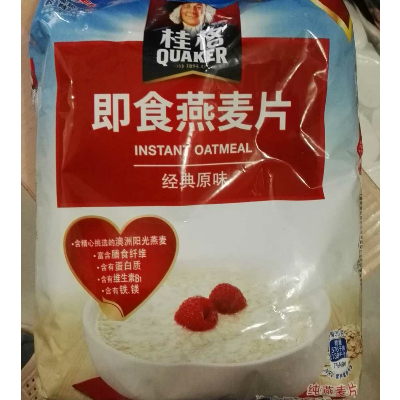 桂格
QUAKER
即食燕麦片
INSTANT OATMEAL
经典原味
•含精心挑选的澳洲阳光燕麦
•富含膳食纤维
•含有蛋白质
•含有维生素B₁
•含有铁.镁
纯燕麦片